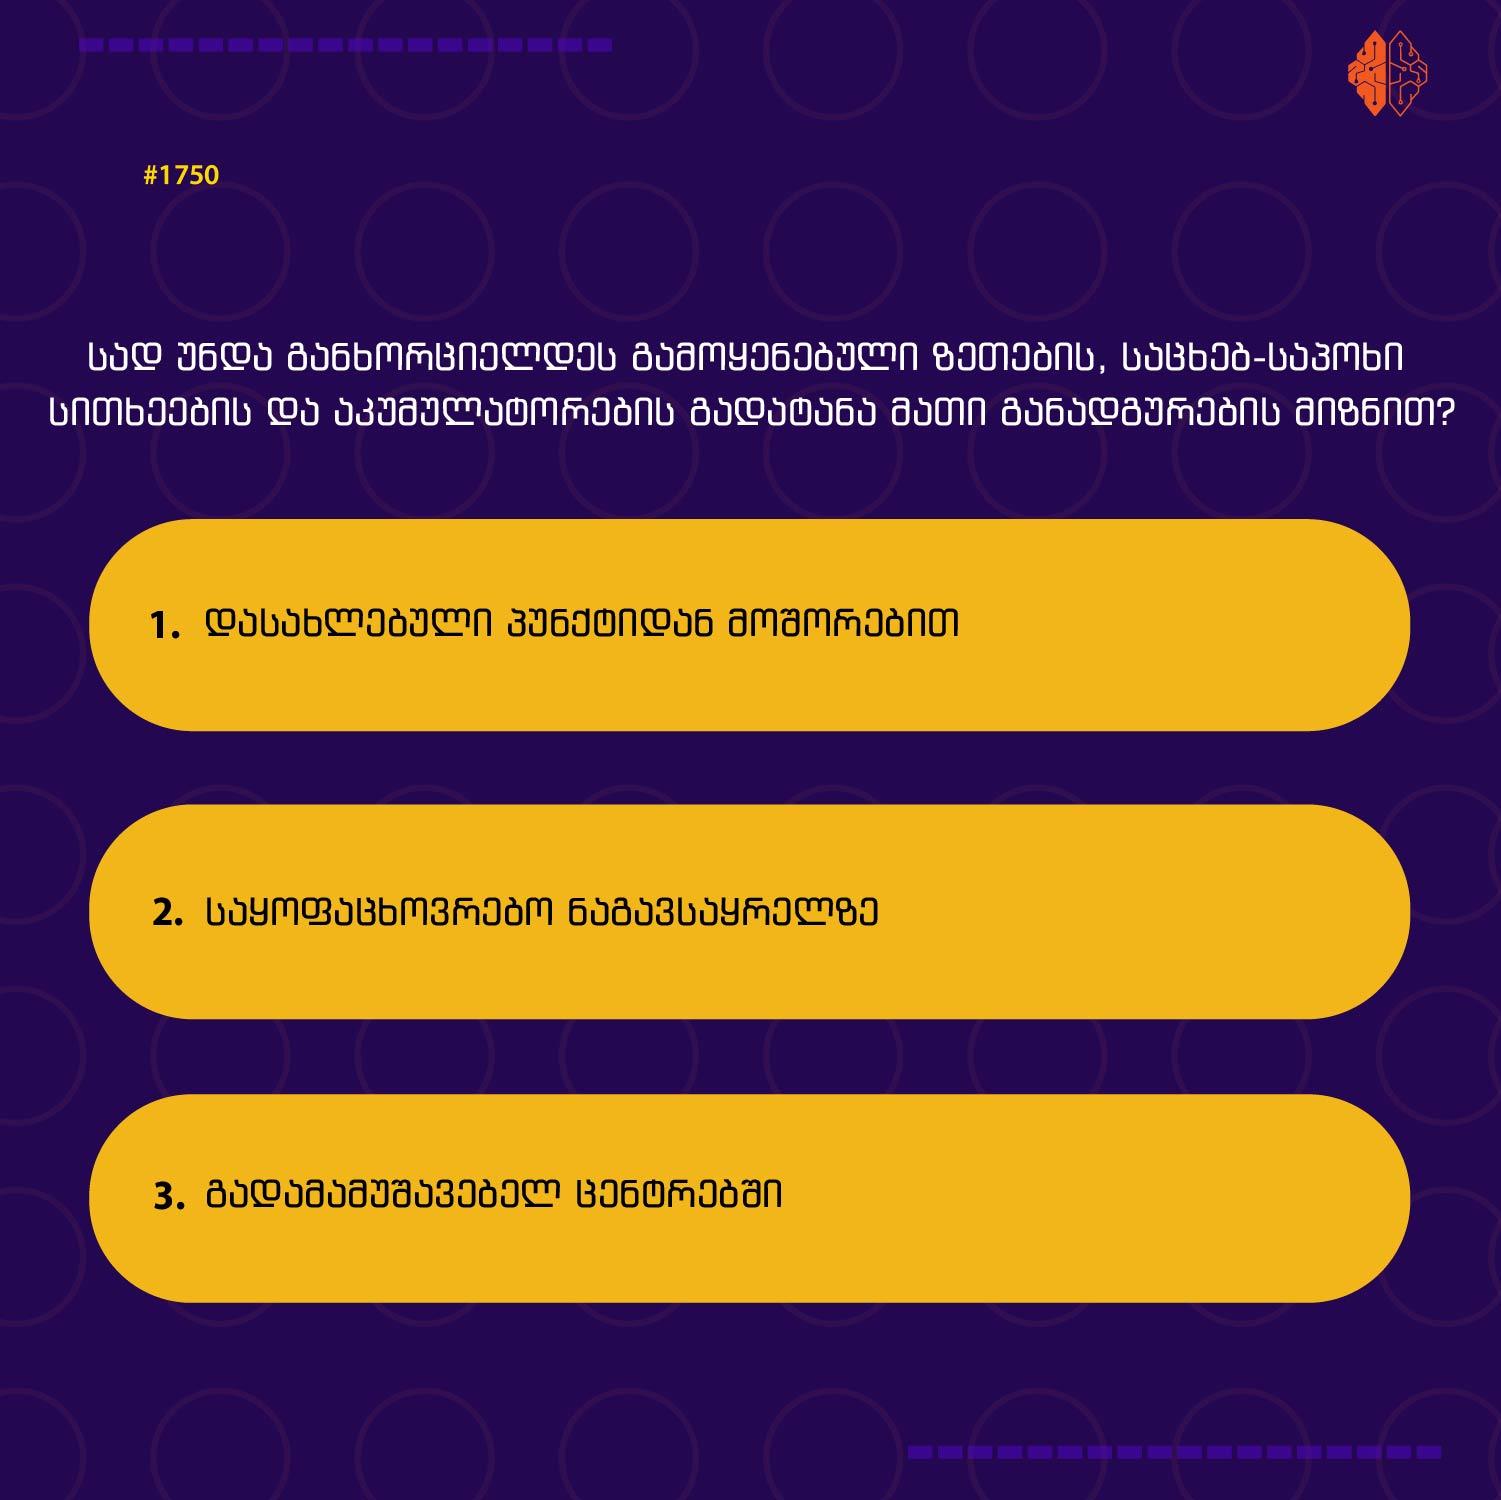 #1750
სად უნდა განხორციელდეს გამოყენებული ზეთების, საცხებ-საპოხი
სითხეების და აკუმულატორების გადატანა მათი განადგურების მიზნით?
1. დასახლებული პუნქტიდან მოშორებით
2. საყოფაცხოვრებო ნაგავსაყრელზე
3. გადამამუშავებელ ცენტრებში